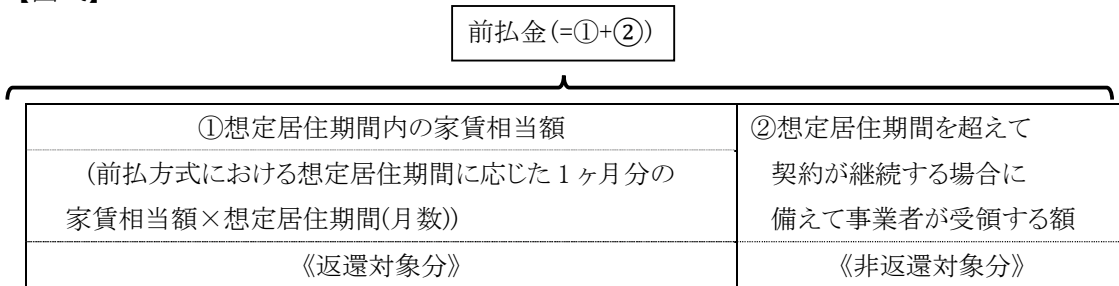 前払金(=①+②)
①想定居住期間内の家賃相当額
(前払方式における想定居住期間に応じた1ヶ月分の
家賃相当額×想定居住期間(月数))
《返還対象分》
②想定居住期間を超えて
契約が継続する場合に
備えて事業者が受領する額
《非返還対象分》